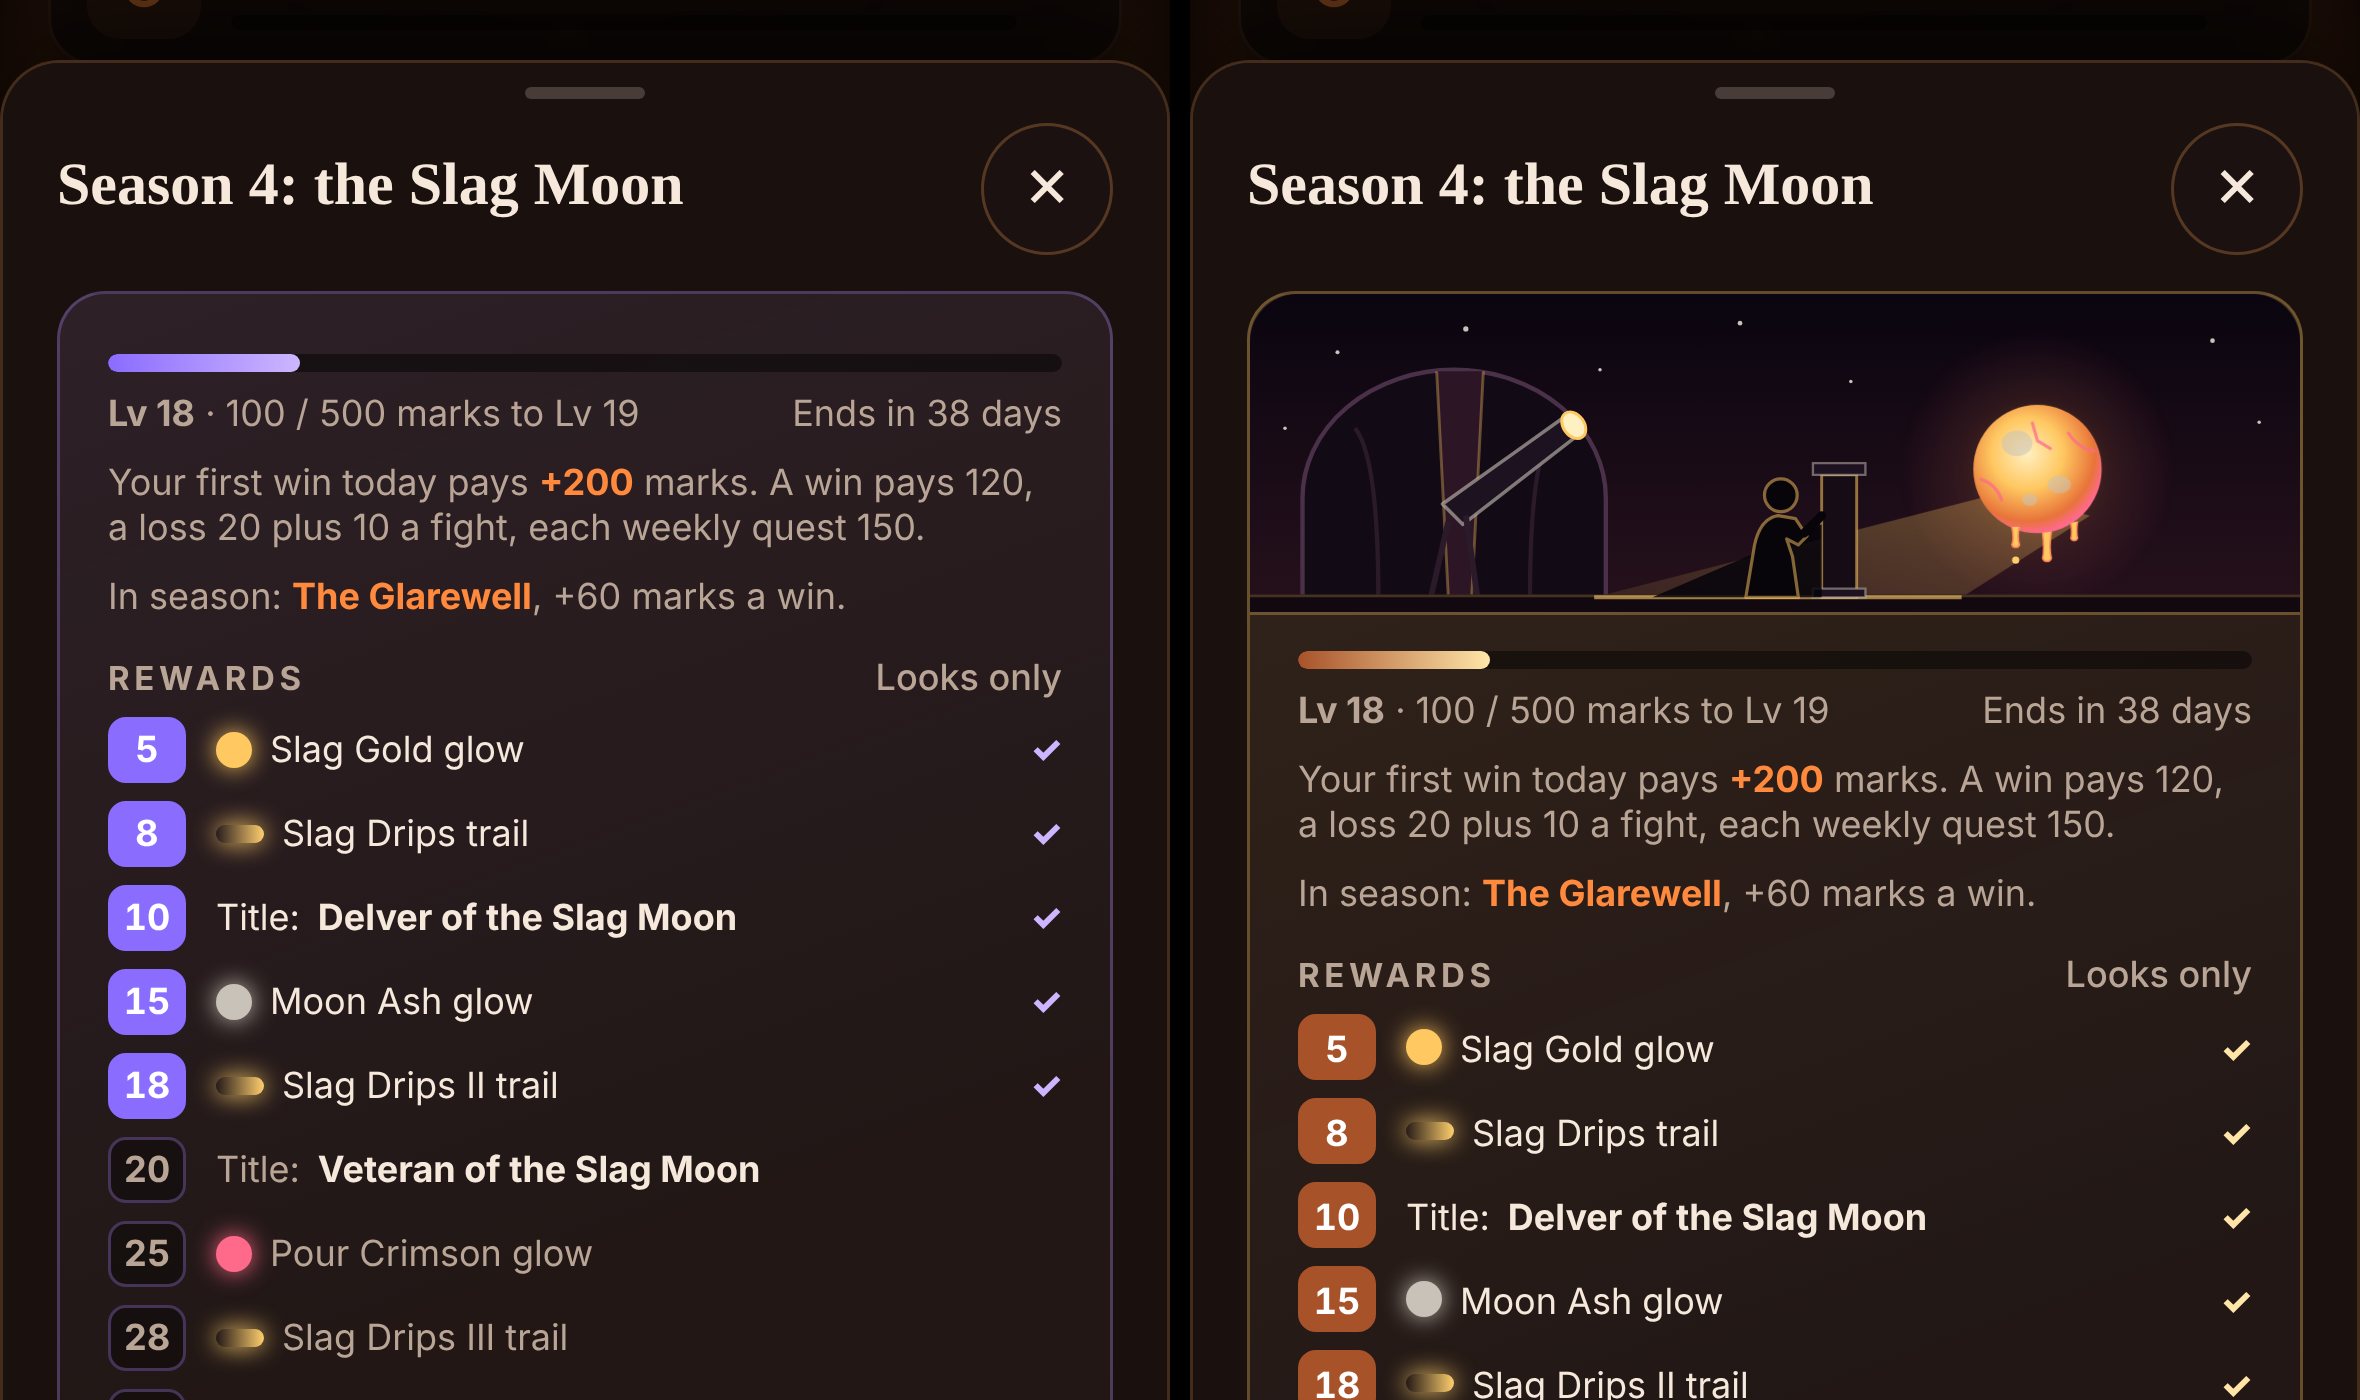 Season 4: the Slag Moon
Lv 18 · 100 / 500 marks to Lv 19 Ends in 38 days
Your first win today pays +200 marks. A win pays 120,
a loss 20 plus 10 a fight, each weekly quest 150.
In season: The Glarewell, +60 marks a win.
REWARDS Looks only
5 Slag Gold glow
8 Slag Drips trail
10 Title: Delver of the Slag Moon
15 Moon Ash glow
18 Slag Drips II trail
20 Title: Veteran of the Slag Moon
25 Pour Crimson glow
28 Slag Drips III trail
Season 4: the Slag Moon
Lv 18 · 100 / 500 marks to Lv 19 Ends in 38 days
Your first win today pays +200 marks. A win pays 120,
a loss 20 plus 10 a fight, each weekly quest 150.
In season: The Glarewell, +60 marks a win.
REWARDS Looks only
5 Slag Gold glow
8 Slag Drips trail
10 Title: Delver of the Slag Moon
15 Moon Ash glow
18 Slag Drips II trail